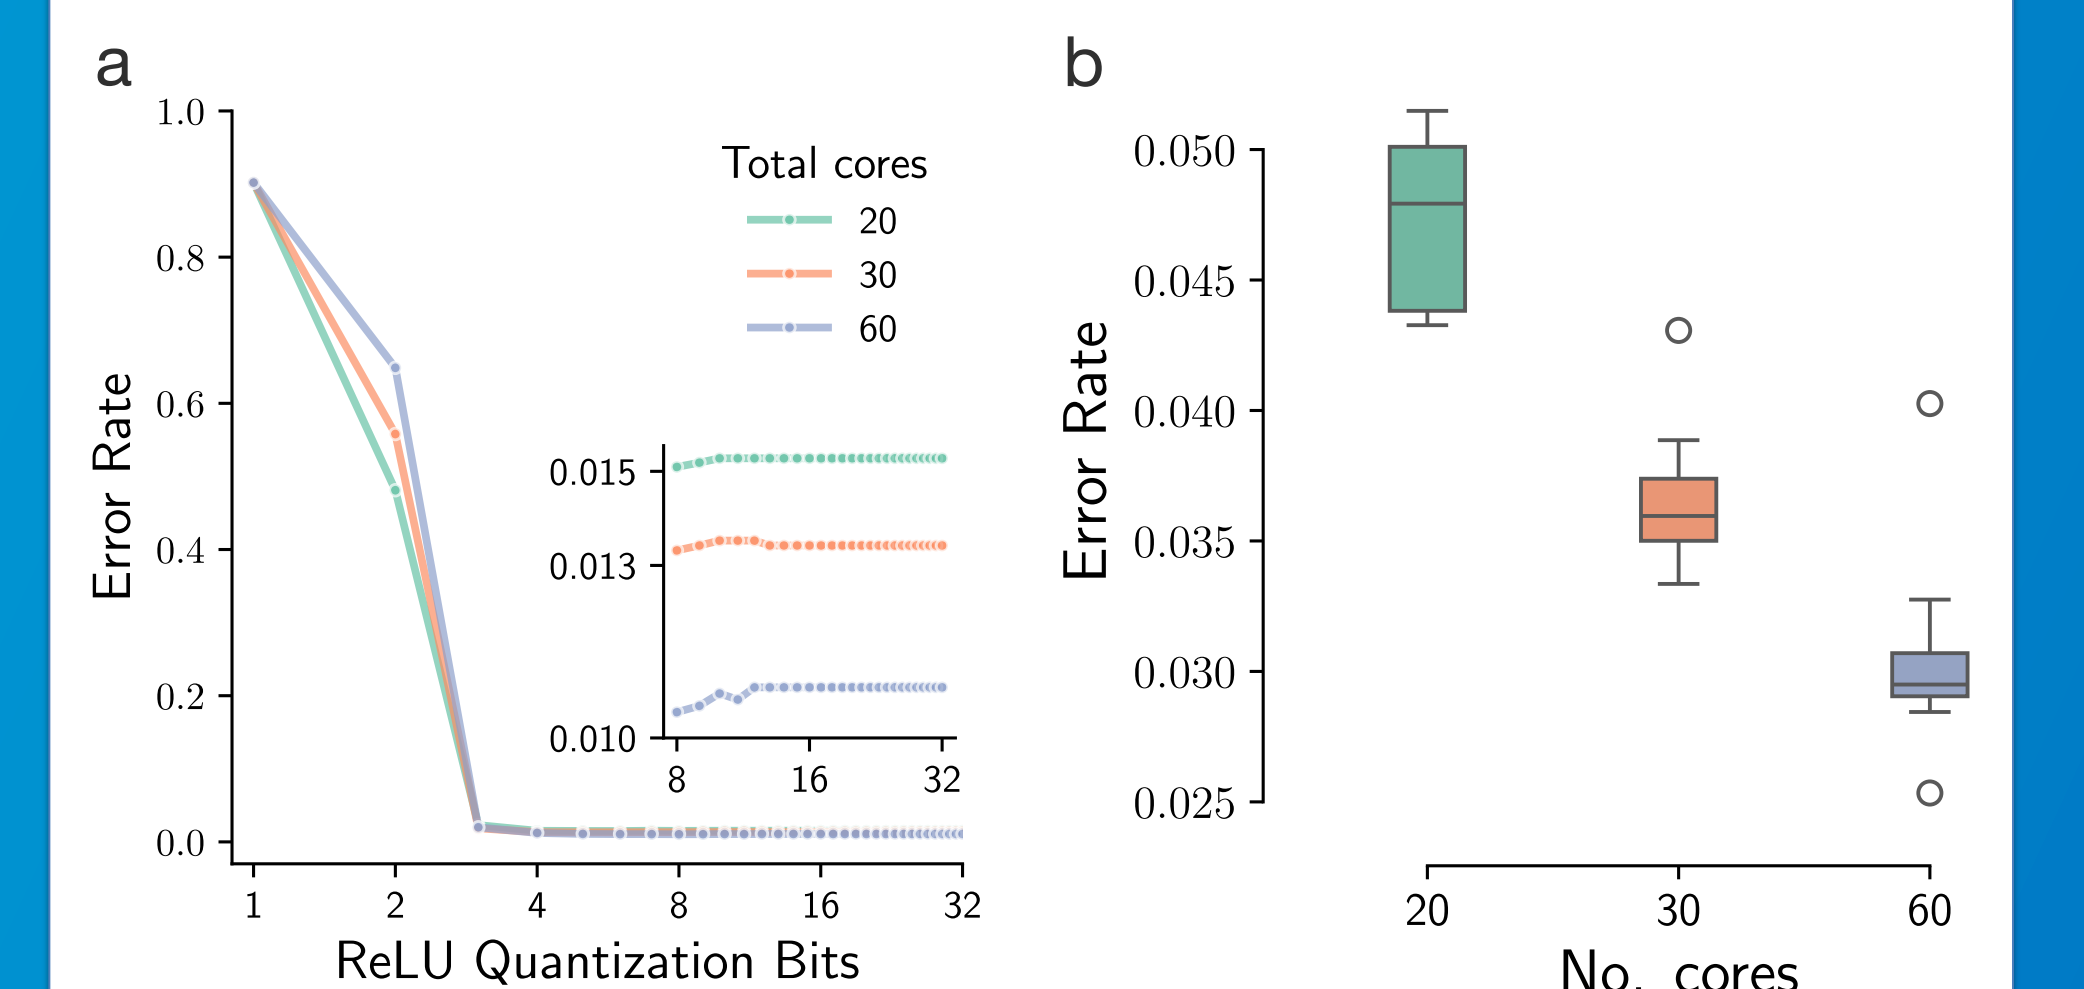 a
1.0
0.8
0.6
0.4
0.2
0.0
Error Rate
Total cores
20
30
60
0.015
0.013
0.010
8 16 32
1 2 4 8 16 32
ReLU Quantization Bits
b
0.050
0.045
0.040
0.035
0.030
0.025
Error Rate
20 30 60
No. cores